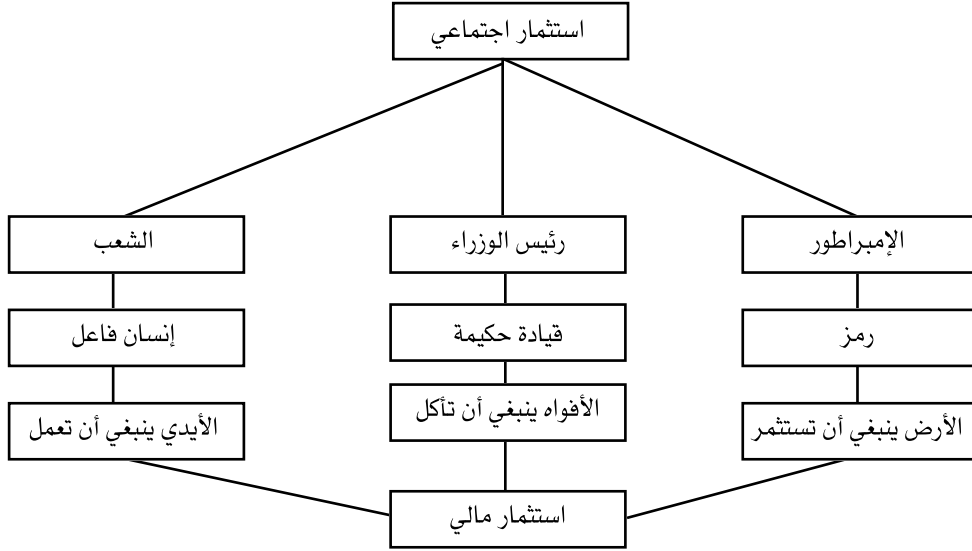 استثمار اجتماعي
الإمبراطور
رئيس الوزراء
الشعب
رمز
قيادة حكيمة
إنسان فاعل
الأرض ينبغي أن تستثمر
الأفواه ينبغي أن تأكل
الأيدي ينبغي أن تعمل
استثمار مالي